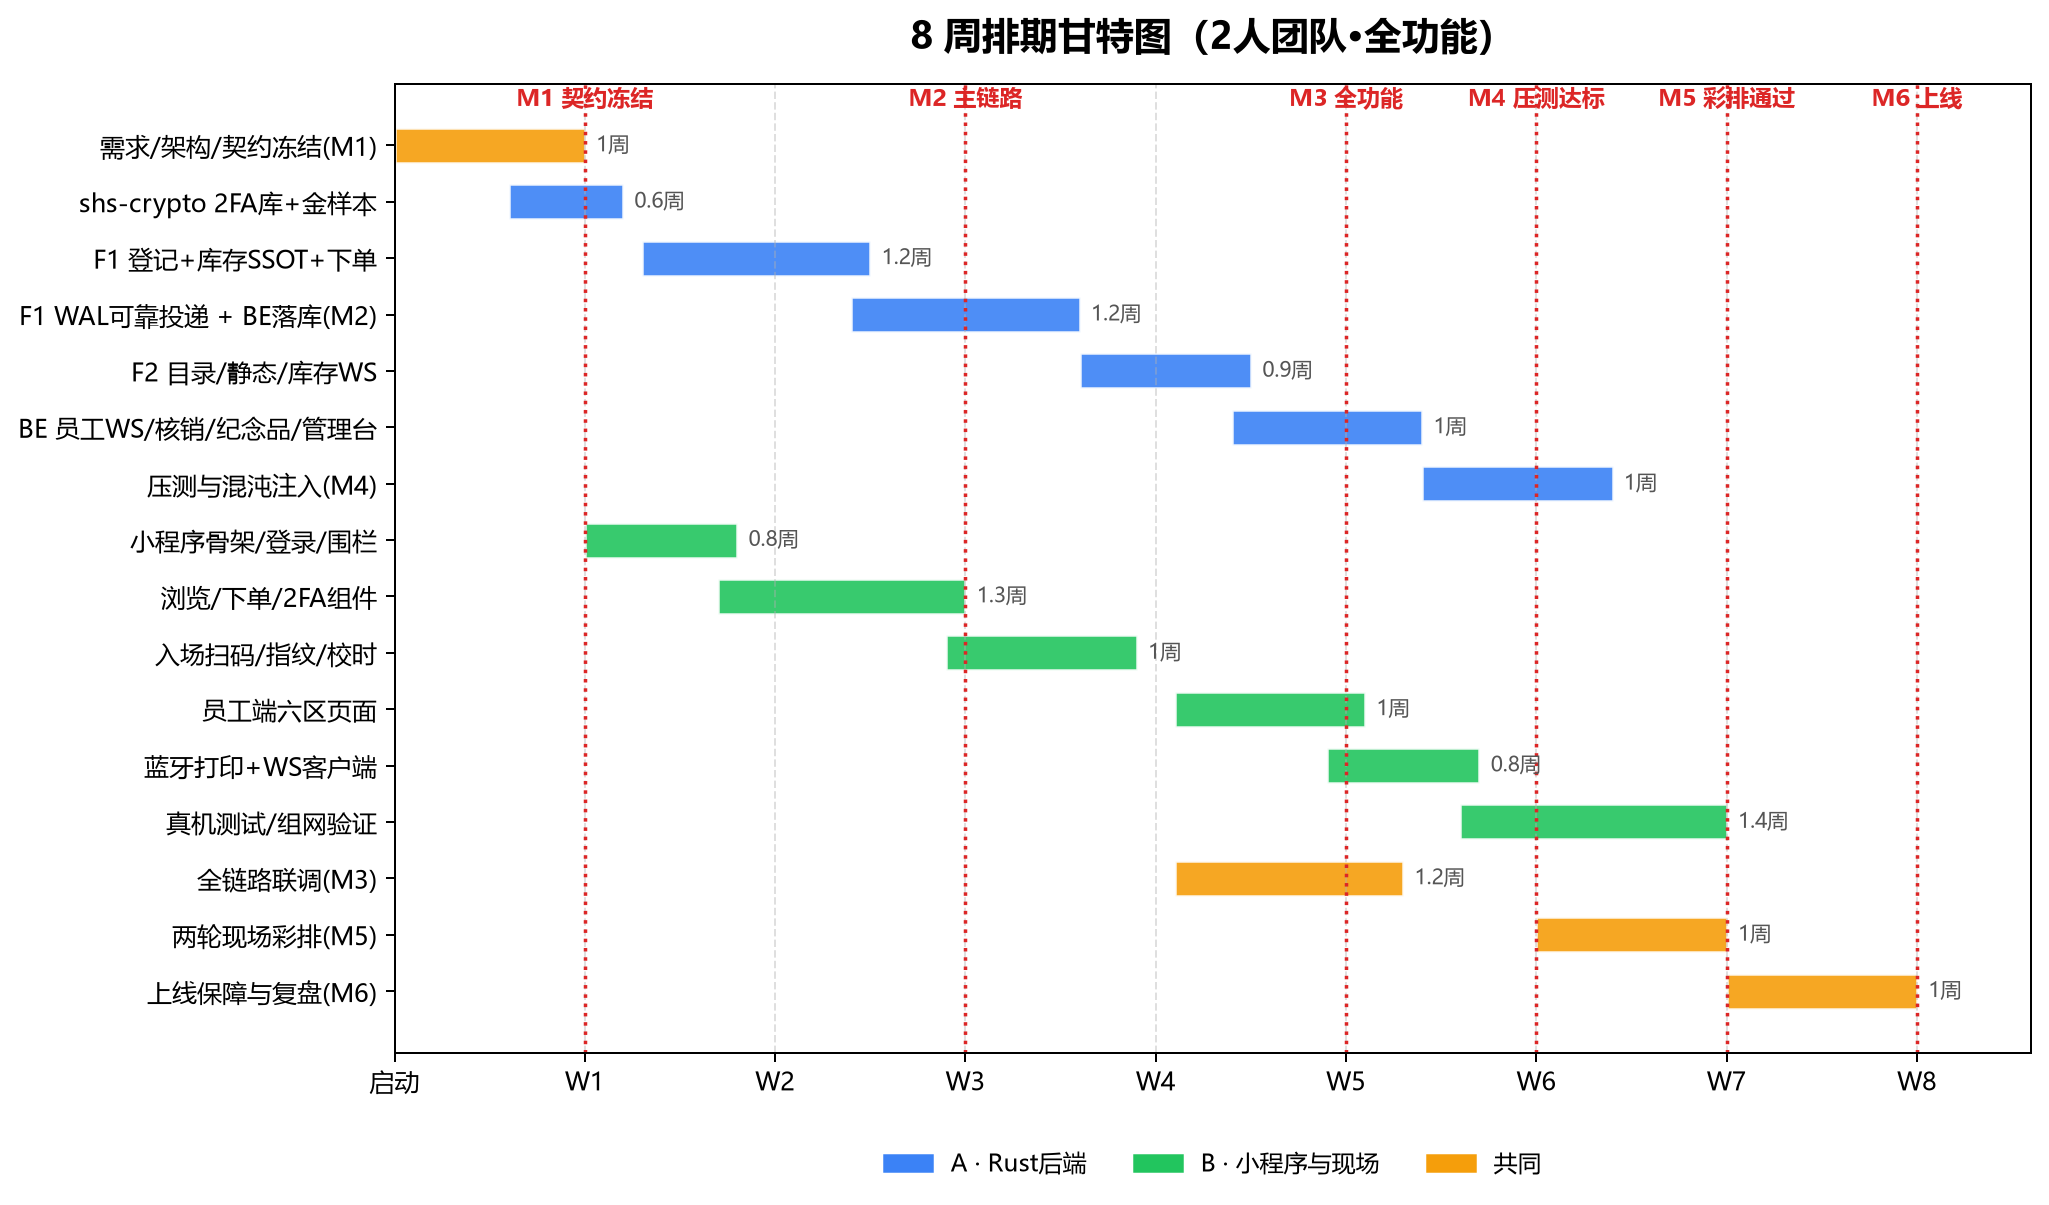 8 周排期甘特图（2人团队•全功能）
M1 契约冻结
M2 主链路
M3 全功能
M4 压测达标
M5 彩排通过
M6 上线
需求/架构/契约冻结(M1)
1周
shs-crypto 2FA库+金样本
0.6周
F1 登记+库存SSOT+下单
1.2周
F1 WAL可靠投递 + BE落库(M2)
1.2周
F2 目录/静态/库存WS
0.9周
BE 员工WS/核销/纪念品/管理台
1周
压测与混沌注入(M4)
1周
小程序骨架/登录/围栏
0.8周
浏览/下单/2FA组件
1.3周
入场扫码/指纹/校时
1周
员工端六区页面
1周
蓝牙打印+WS客户端
0.8周
真机测试/组网验证
1.4周
全链路联调(M3)
1.2周
两轮现场彩排(M5)
1周
上线保障与复盘(M6)
1周
启动
W1
W2
W3
W4
W5
W6
W7
W8
A · Rust后端
B · 小程序与现场
共同